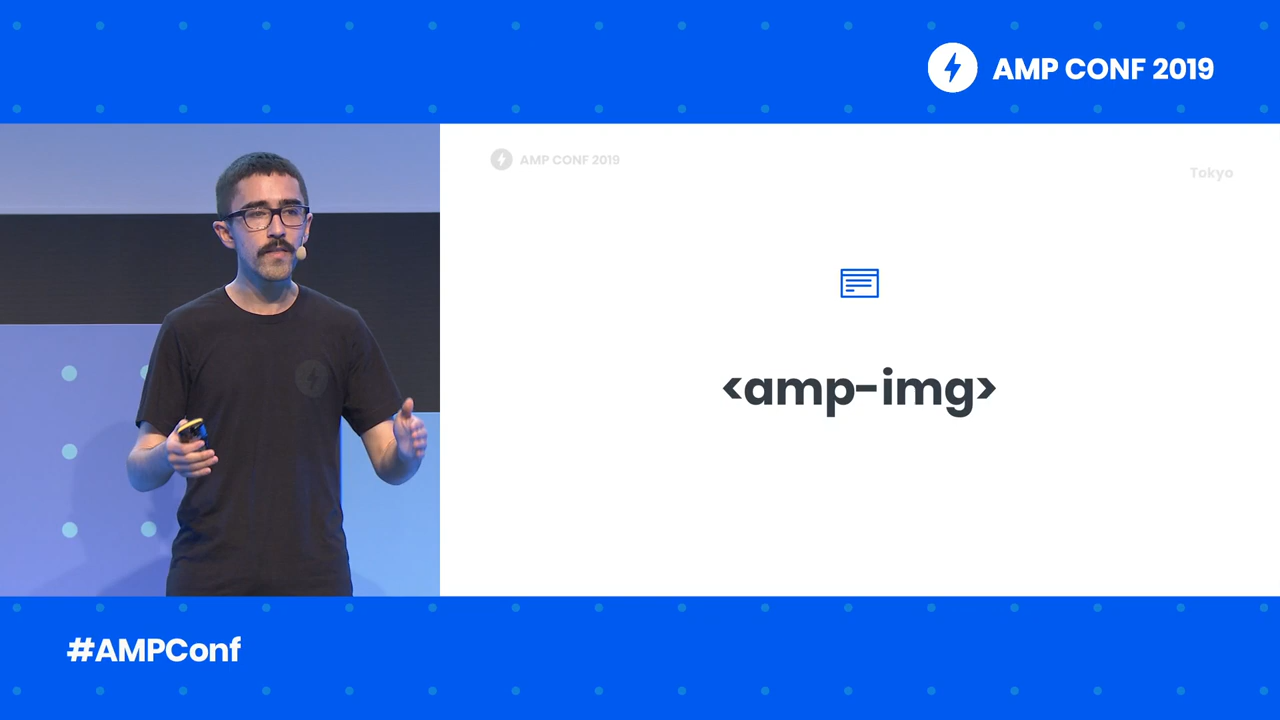 AMP CONF 2019
AMP CONF 2019
Tokyo
<amp-img>
#AMPConf